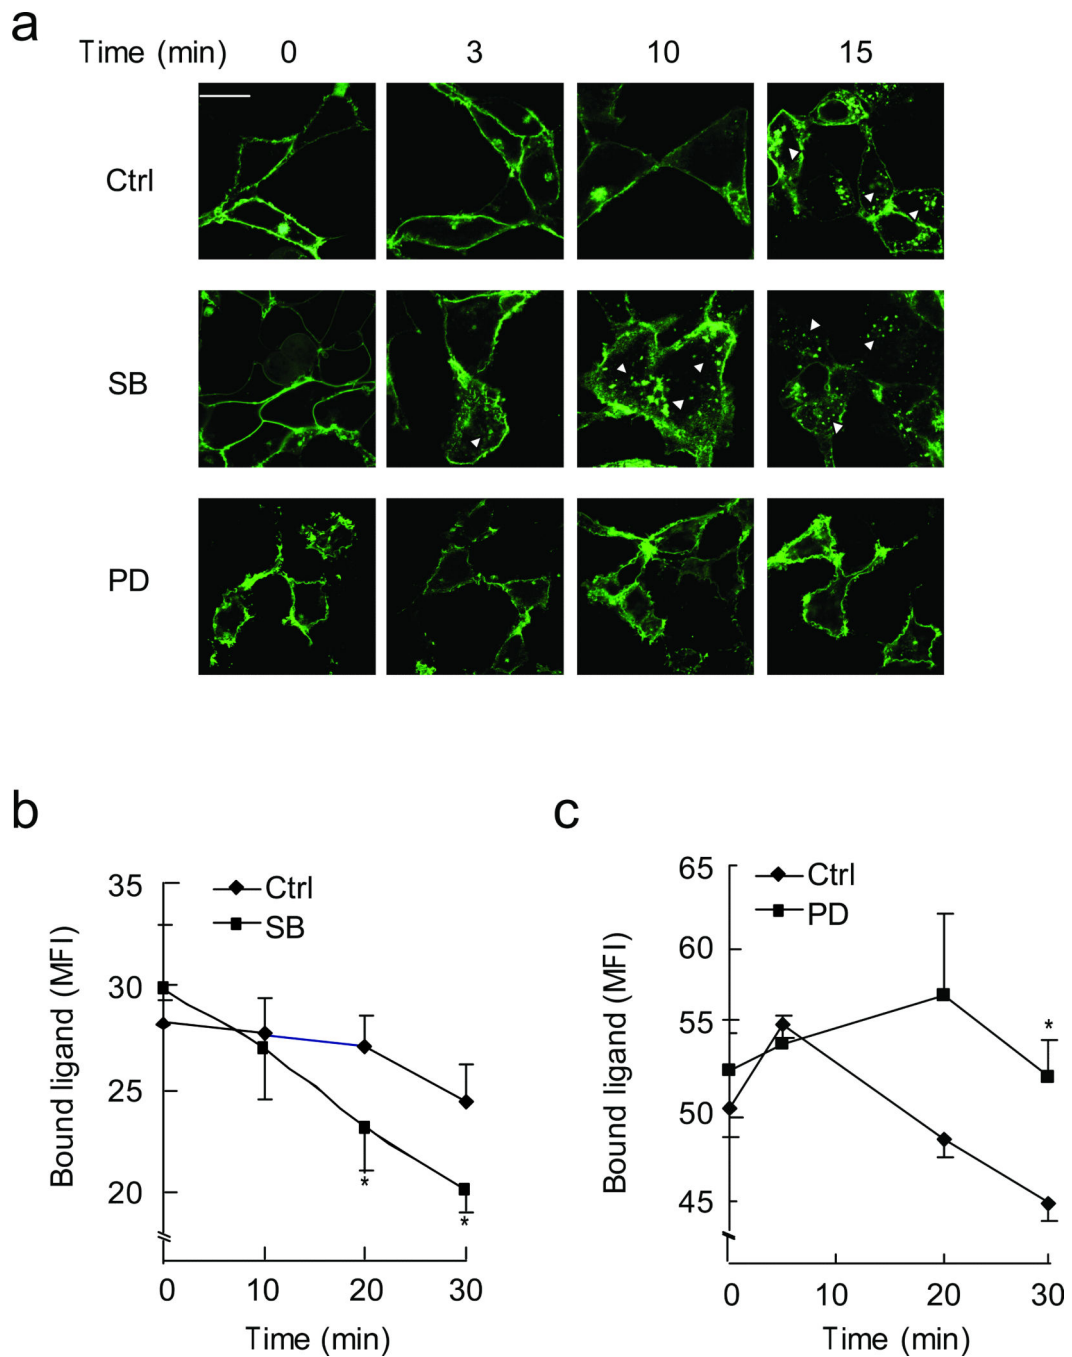 a
Time (min) 0 3 10 15
Ctrl
SB
PD
b
Bound ligand (MFI)
35
30
25
20
Ctrl
SB
*
*
0 10 20 30
Time (min)
c
Bound ligand (MFI)
65
60
55
50
45
Ctrl
PD
*
0 10 20 30
Time (min)